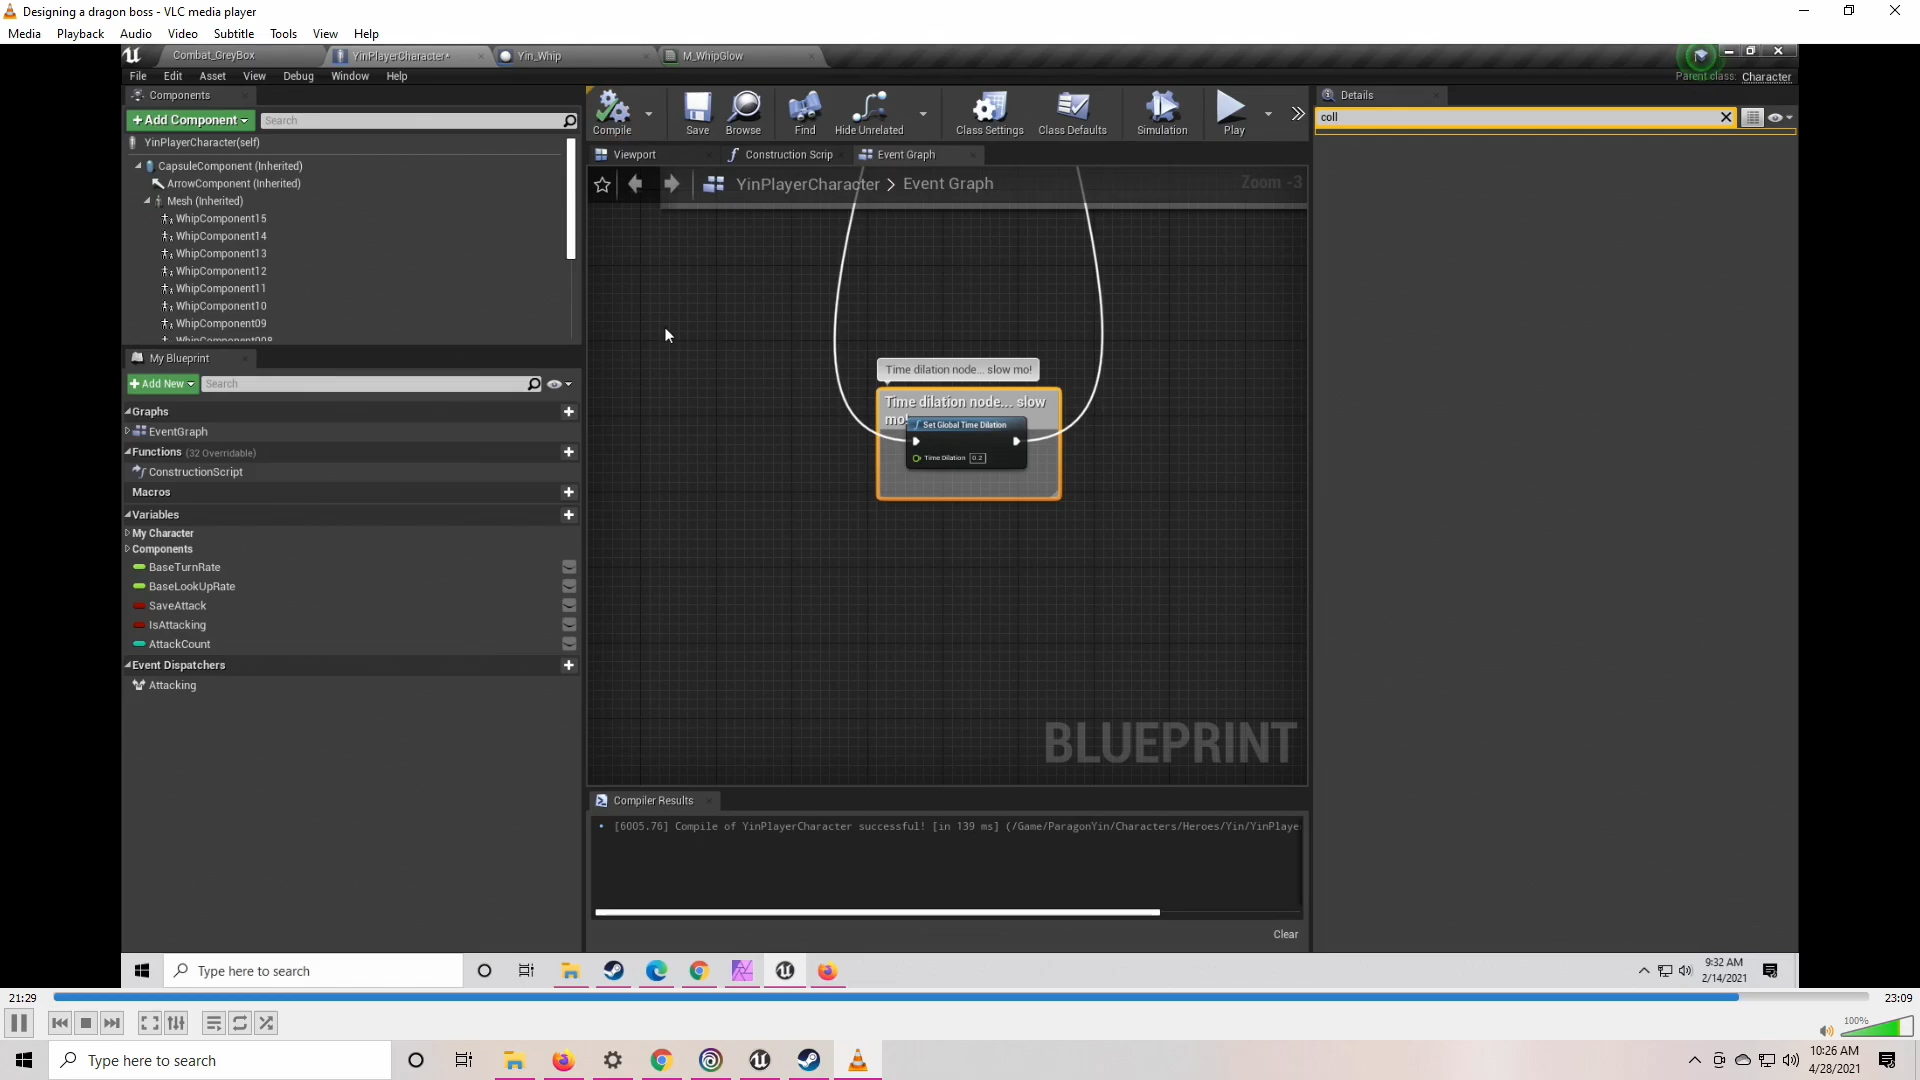 Designing a dragon boss - VLC media player
Media Playback Audio Video Subtitle Tools View Help
Combat_GreyBox YinPlayerCharacter* Yin_Whip M_WhipGlow
File Edit Asset View Debug Window Help
Parent class: Character
Components
+Add Component Search
YinPlayerCharacter(self)
CapsuleComponent (Inherited)
ArrowComponent (Inherited)
Mesh (Inherited)
WhipComponent15
WhipComponent14
WhipComponent13
WhipComponent12
WhipComponent11
WhipComponent10
WhipComponent09
WhipComponent008
Compile Save Browse Find Hide Unrelated Class Settings Class Defaults Simulation Play
Viewport Construction Scrip Event Graph
YinPlayerCharacter > Event Graph
Zoom -3
Details
coll
Time dilation node... slow mo!
Time dilation node... slow
mo!
Set Global Time Dilation
Time Dilation 0.2
BLUEPRINT
My Blueprint
+Add New Search
Graphs
EventGraph
Functions (32 Overridable)
ConstructionScript
Macros
Variables
My Character
Components
BaseTurnRate
BaseLookUpRate
SaveAttack
IsAttacking
AttackCount
Event Dispatchers
Attacking
Compiler Results
[6005.76] Compile of YinPlayerCharacter successful! [in 139 ms] (/Game/ParagonYin/Characters/Heroes/Yin/YinPlaye
Clear
Type here to search
9:32 AM
2/14/2021
21:29
23:09
100%
Type here to search
10:26 AM
4/28/2021